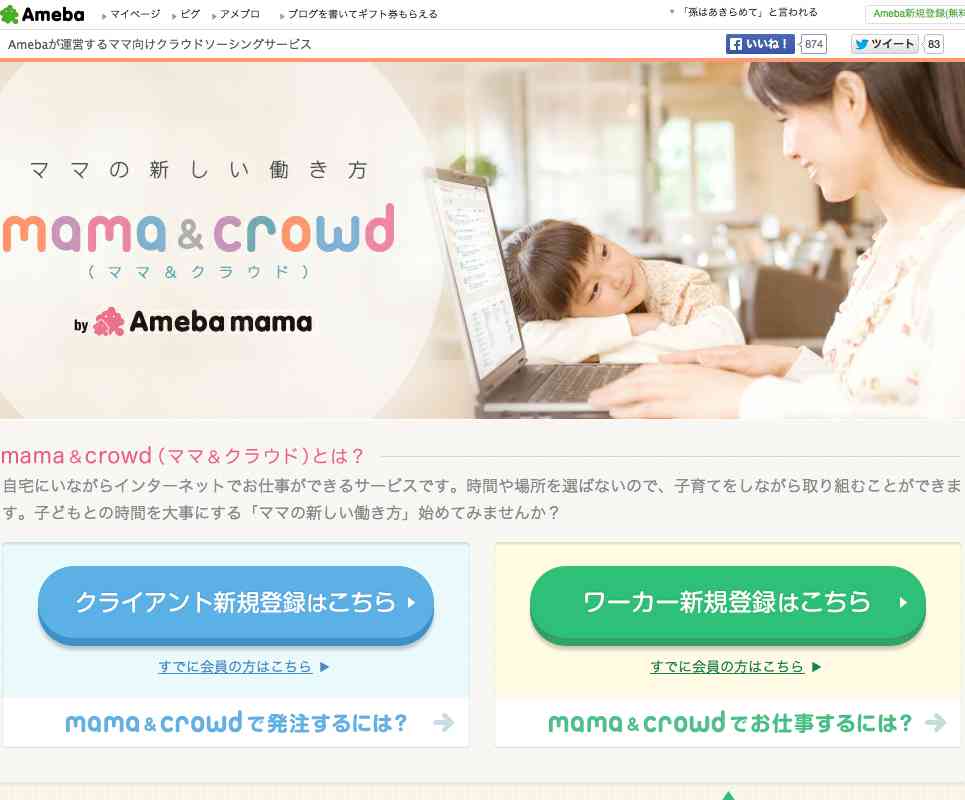 Ameba
マイページ ピグ アメブロ ブログを書いてギフト券もらえる 「孫はあきらめて」と言われる Ameba新規登録(無料
Amebaが運営するママ向けクラウドソーシングサービス いいね！ 874 ツイート 83
ママの新しい働き方
mama & crowd
(ママ&クラウド)
by Ameba mama
mama&crowd(ママ&クラウド)とは？
自宅にいながらインターネットでお仕事ができるサービスです。時間や場所を選ばないので、子育てをしながら取り組むことができま
す。子どもとの時間を大事にする「ママの新しい働き方」始めてみませんか？
クライアント新規登録はこちら
すでに会員の方はこちら
mama&crowdで発注するには?
ワーカー新規登録はこちら
すでに会員の方はこちら
mama&crowdでお仕事するには?